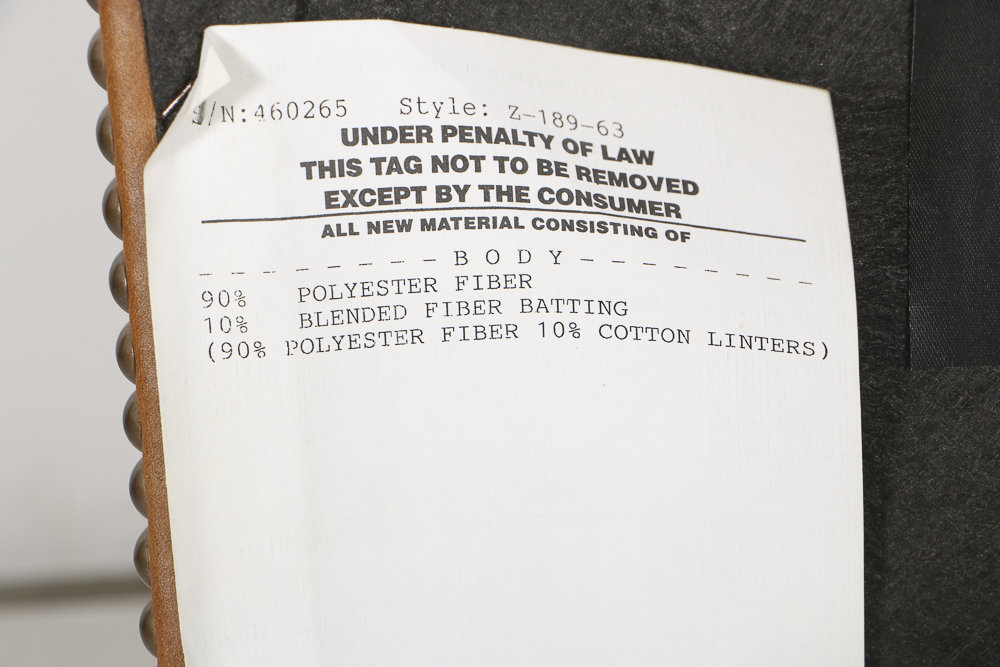 S/N:460265 Style: Z-189-63
UNDER PENALTY OF LAW
THIS TAG NOT TO BE REMOVED
EXCEPT BY THE CONSUMER
ALL NEW MATERIAL CONSISTING OF
- - - - - - - - B O D Y - - - - - - - -
90% POLYESTER FIBER
10% BLENDED FIBER BATTING
(90% POLYESTER FIBER 10% COTTON LINTERS)